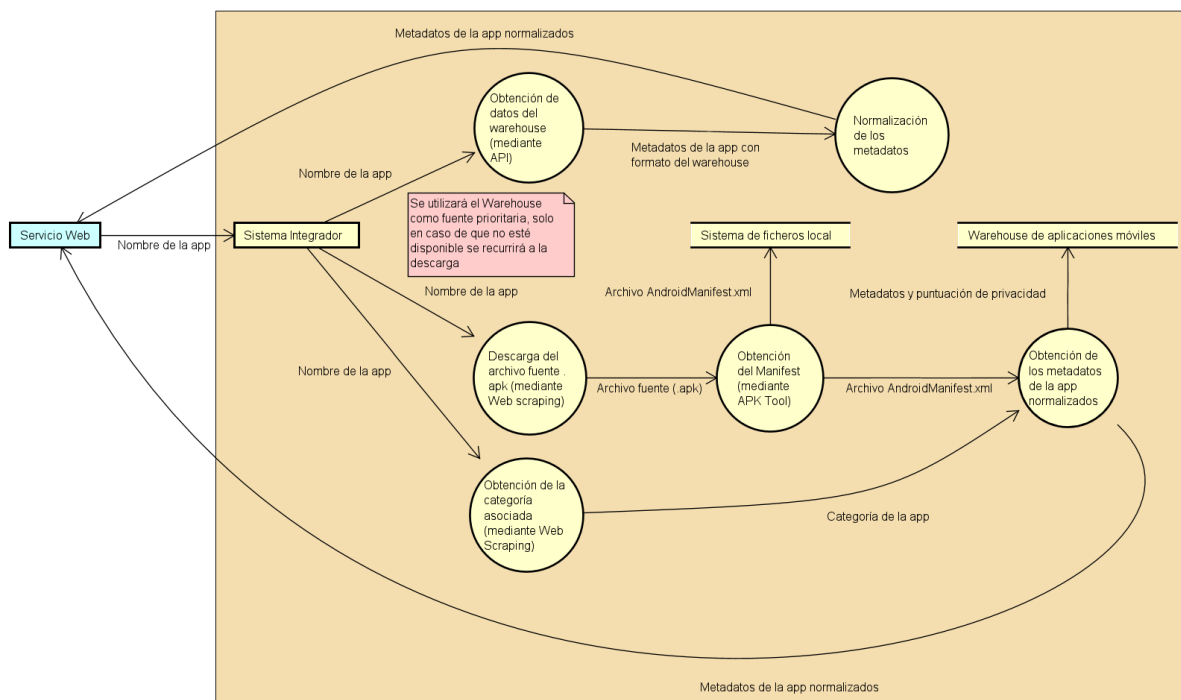 Metadatos de la app normalizados
Obtención de
datos del
warehouse
(mediante
API)
Normalización
de los
metadatos
Metadatos de la app con
formato del warehouse
Nombre de la app
Se utilizará el Warehouse
como fuente prioritaria, solo
en caso de que no esté
disponible se recurrirá a la
descarga
Servicio Web
Nombre de la app
Sistema Integrador
Sistema de ficheros local
Warehouse de aplicaciones móviles
Nombre de la app
Archivo AndroidManifest.xml
Metadatos y puntuación de privacidad
Nombre de la app
Descarga del
archivo fuente .
apk (mediante
Web scraping)
Archivo fuente (.apk)
Obtención
del Manifest
(mediante
APK Tool)
Archivo AndroidManifest.xml
Obtención de
los metadatos
de la app
normalizados
Obtención de la
categoría
asociada
(mediante Web
Scraping)
Categoría de la app
Metadatos de la app normalizados